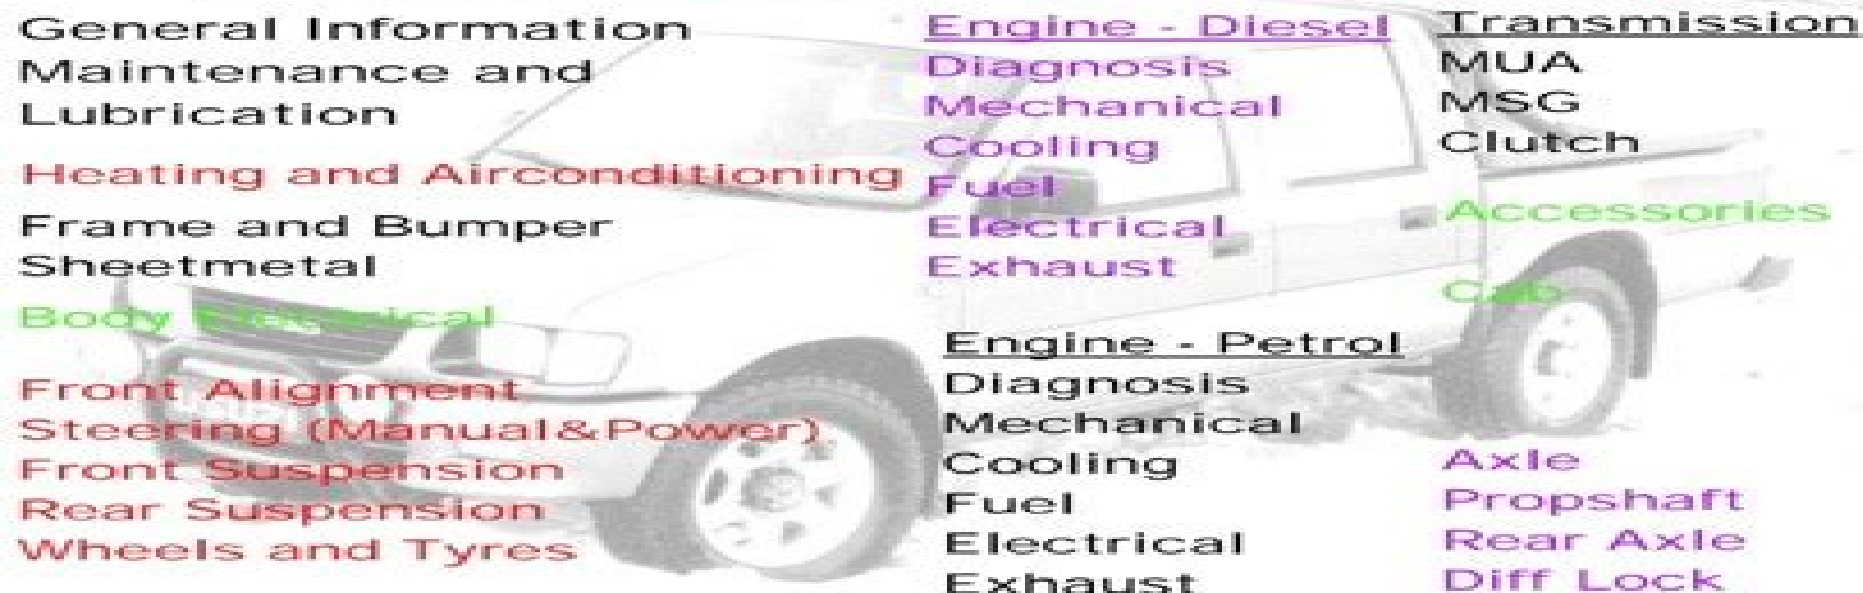 General Information
Maintenance and
Lubrication
Heating and Airconditioning
Frame and Bumper
Sheetmetal
Body Electrical
Front Alignment
Steering (Manual&Power)
Front Suspension
Rear Suspension
Wheels and Tyres
Engine - Diesel
Diagnosis
Mechanical
Cooling
Fuel
Electrical
Exhaust
Engine - Petrol
Diagnosis
Mechanical
Cooling
Fuel
Electrical
Exhaust
Transmission
MUA
MSG
Clutch
Accessories
Cab
Axle
Propshaft
Rear Axle
Diff Lock